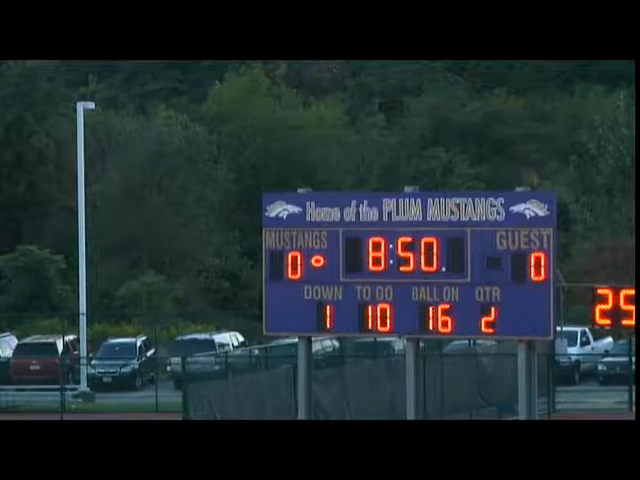 Home of the PLUM MUSTANGS
MUSTANGS 8:50 GUEST
0 0
DOWN TO GO BALL ON QTR
1 10 16 2
25